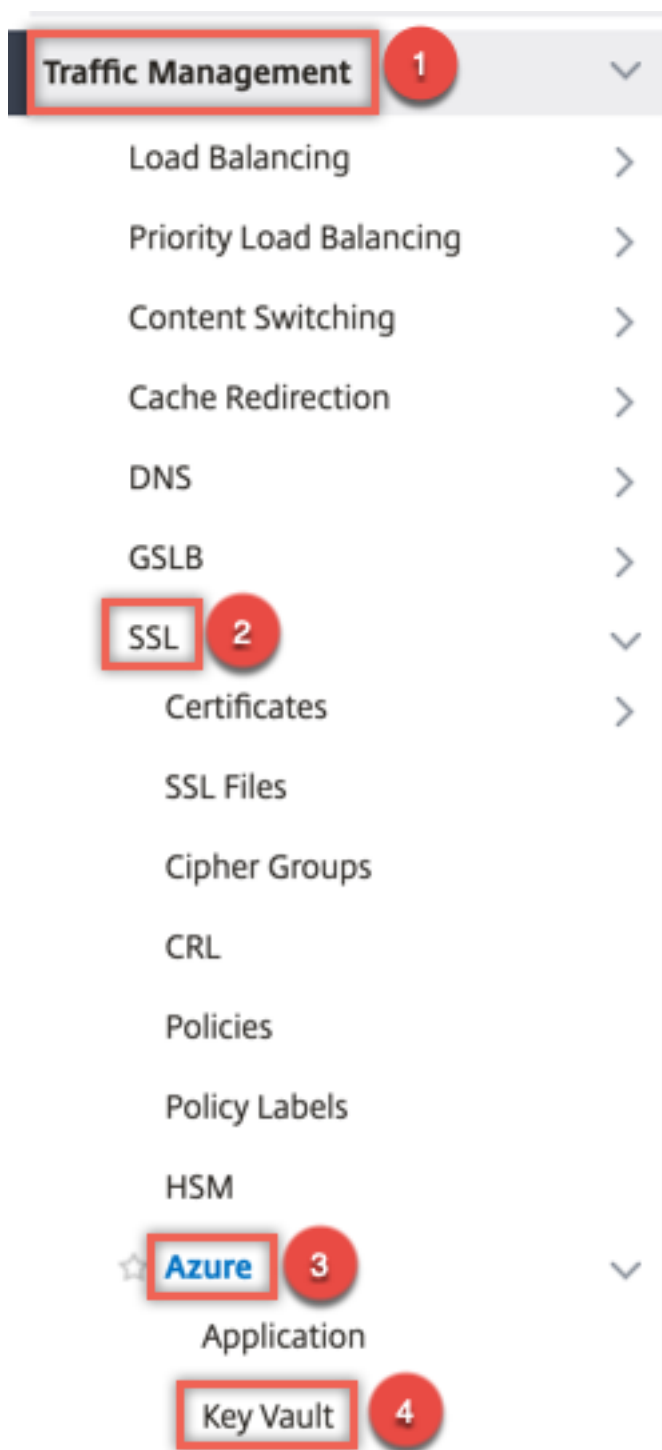 Traffic Management 1
Load Balancing
Priority Load Balancing
Content Switching
Cache Redirection
DNS
GSLB
SSL 2
Certificates
SSL Files
Cipher Groups
CRL
Policies
Policy Labels
HSM
Azure 3
Application
Key Vault 4